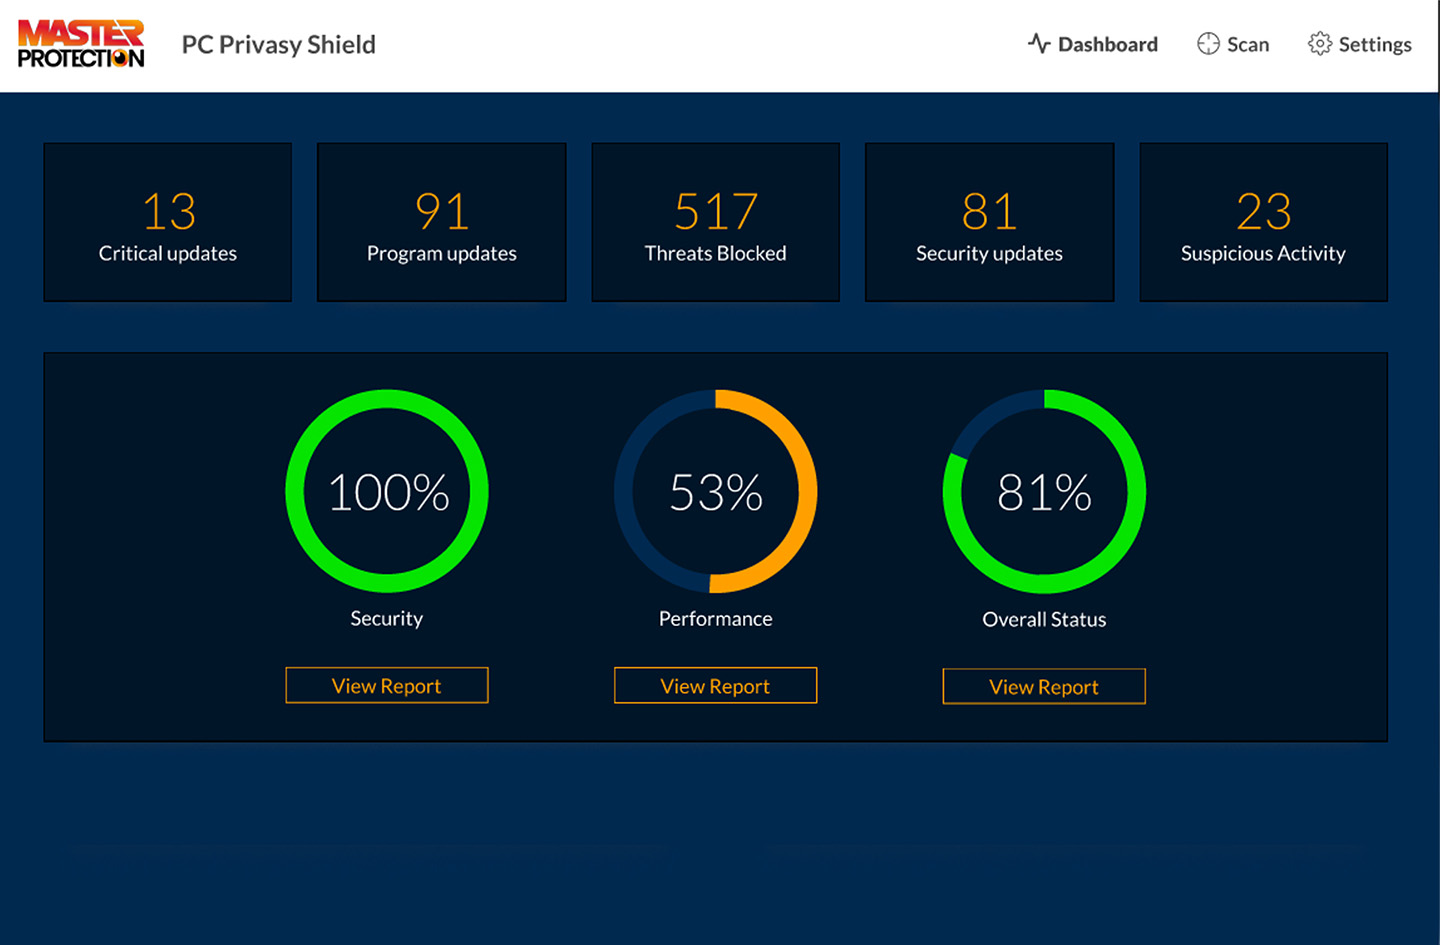 MASTER
PROTECTION
PC Privasy Shield
Dashboard
Scan
Settings
13
Critical updates
91
Program updates
517
Threats Blocked
81
Security updates
23
Suspicious Activity
100%
Security
View Report
53%
Performance
View Report
81%
Overall Status
View Report